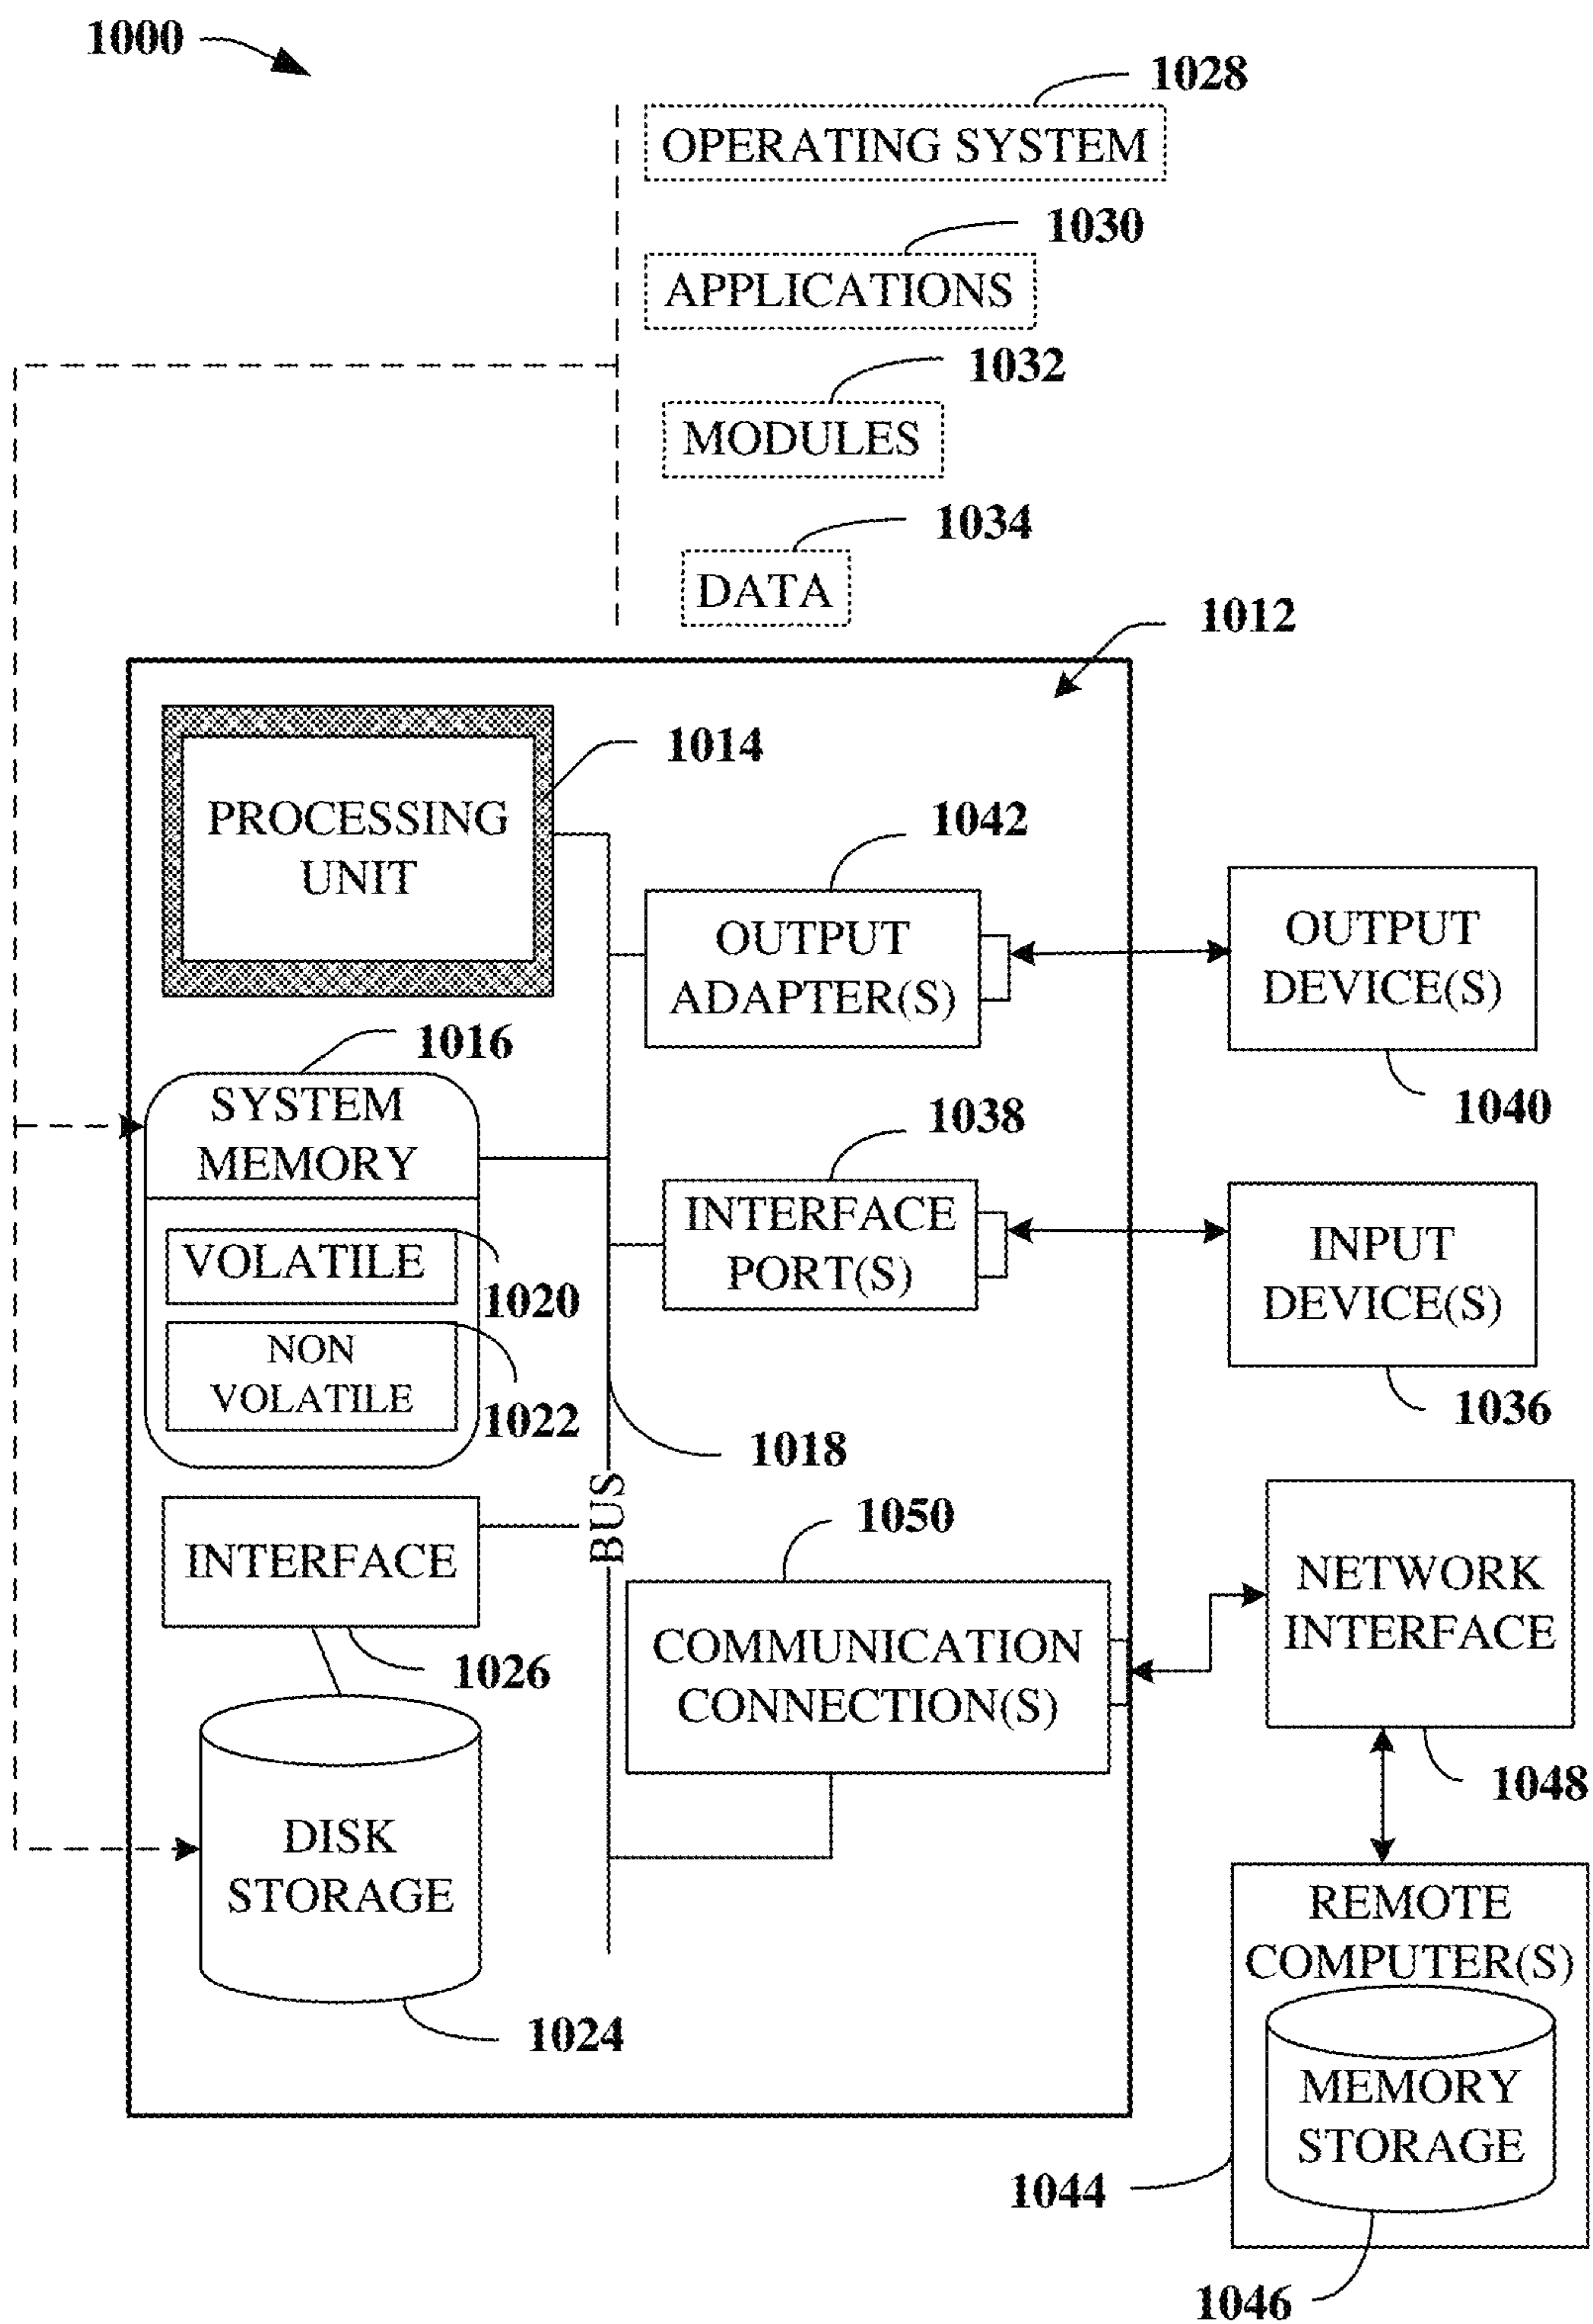 1000
1028
OPERATING SYSTEM
1030
APPLICATIONS
1032
MODULES
1034
DATA
1012
PROCESSING
UNIT
1014
1042
OUTPUT
ADAPTER(S)
OUTPUT
DEVICE(S)
1040
1016
SYSTEM
MEMORY
VOLATILE
1020
NON
VOLATILE
1022
1038
INTERFACE
PORT(S)
INPUT
DEVICE(S)
1036
1018
BUS
INTERFACE
1026
1050
COMMUNICATION
CONNECTION(S)
NETWORK
INTERFACE
1048
DISK
STORAGE
1024
REMOTE
COMPUTER(S)
MEMORY
STORAGE
1044
1046